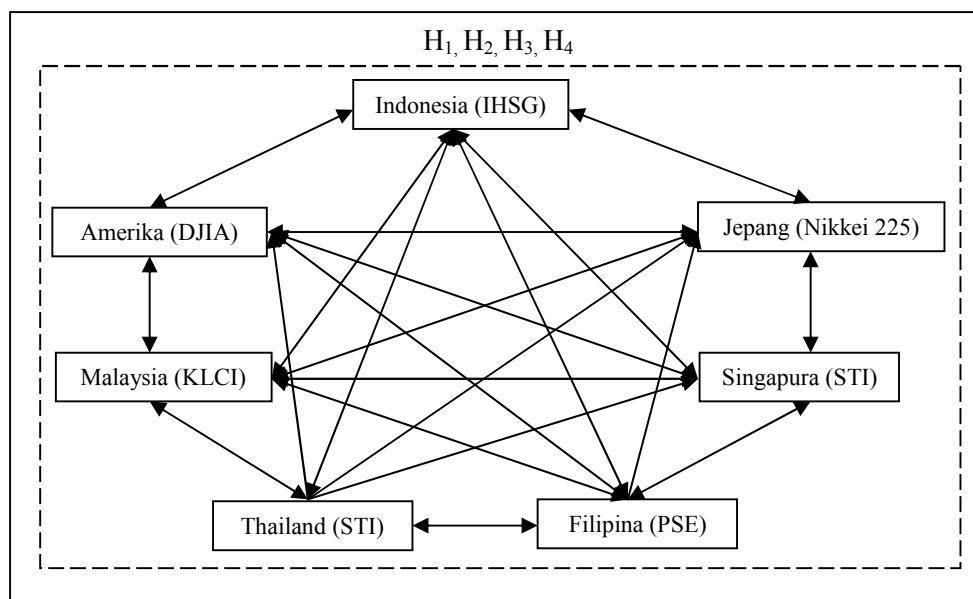 H₁, H₂, H₃, H₄
Indonesia (IHSG)
Amerika (DJIA)
Jepang (Nikkei 225)
Malaysia (KLCI)
Singapura (STI)
Thailand (STI)
Filipina (PSE)